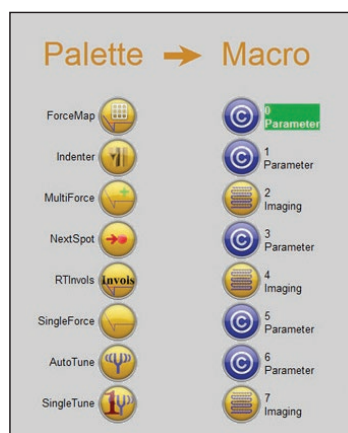 Palette → Macro
ForceMap
0
Parameter
Indenter
1
Parameter
MultiForce
2
Imaging
NextSpot
3
Parameter
RTInvols
Invols
4
Imaging
SingleForce
5
Parameter
AutoTune
6
Parameter
SingleTune
1
7
Imaging